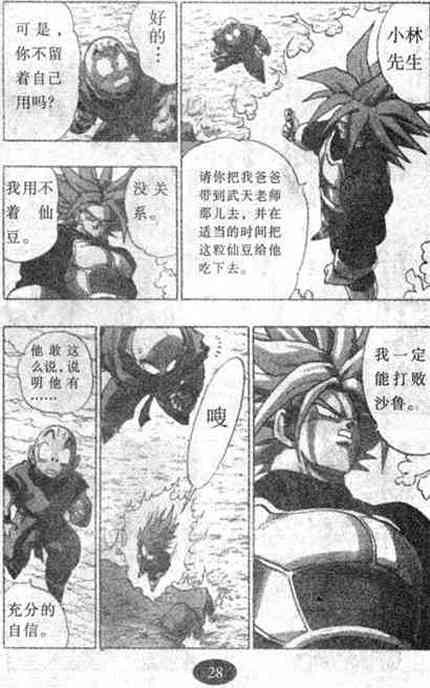 小林
先生
请你把我爸爸
带到武天老师
那儿去，并在
适当的时间把
这粒仙豆给他
吃下去。
好的…
可是，
你不留
着自己
用吗？
没关
系。
我用不
着仙
豆。
我一定
能打败
沙鲁。
嗖
他敢这
么说，说
明他有
……
充分的
自信。
28